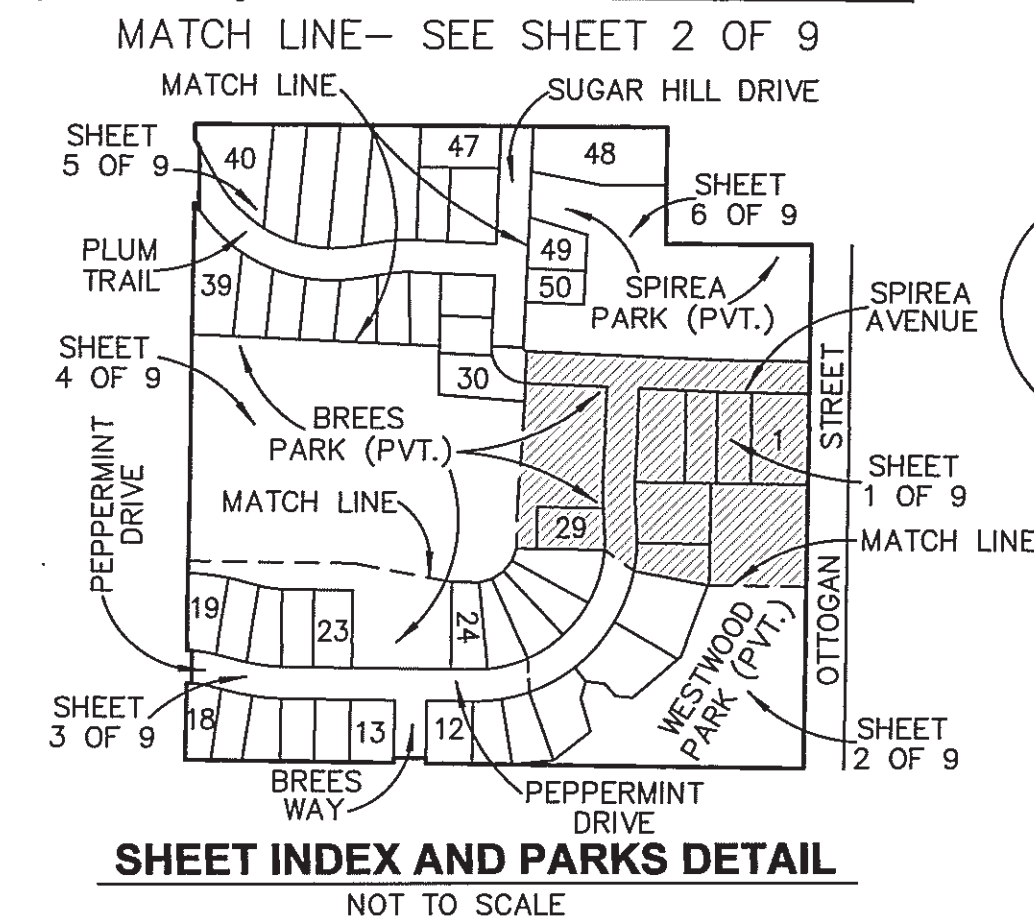 MATCH LINE– SEE SHEET 2 OF 9
MATCH LINE
SUGAR HILL DRIVE
SHEET
5 OF 9
40
47
48
SHEET
6 OF 9
PLUM
TRAIL
39
49
50
SPIREA
PARK (PVT.)
SPIREA
AVENUE
SHEET
4 OF 9
30
BREES
PARK (PVT.)
1
STREET
SHEET
1 OF 9
PEPPERMINT
DRIVE
MATCH LINE
29
MATCH LINE
19
23
24
WESTWOOD
PARK (PVT.)
OTTOGAN
SHEET
3 OF 9
18
13
12
SHEET
2 OF 9
BREES
WAY
PEPPERMINT
DRIVE
SHEET INDEX AND PARKS DETAIL
NOT TO SCALE